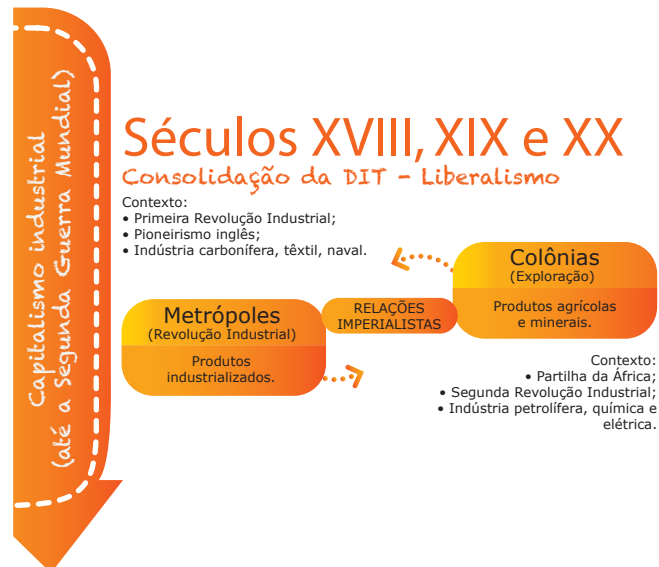 Capitalismo industrial
(até a Segunda Guerra Mundial)
Séculos XVIII, XIX e XX
Consolidação da DIT - Liberalismo
Contexto:
• Primeira Revolução Industrial;
• Pioneirismo inglês;
• Indústria carbonífera, têxtil, naval.
Colônias
(Exploração)
Produtos agrícolas
e minerais.
RELAÇÕES
IMPERIALISTAS
Metrópoles
(Revolução Industrial)
Produtos
industrializados.
Contexto:
• Partilha da África;
• Segunda Revolução Industrial;
• Indústria petrolífera, química e
elétrica.